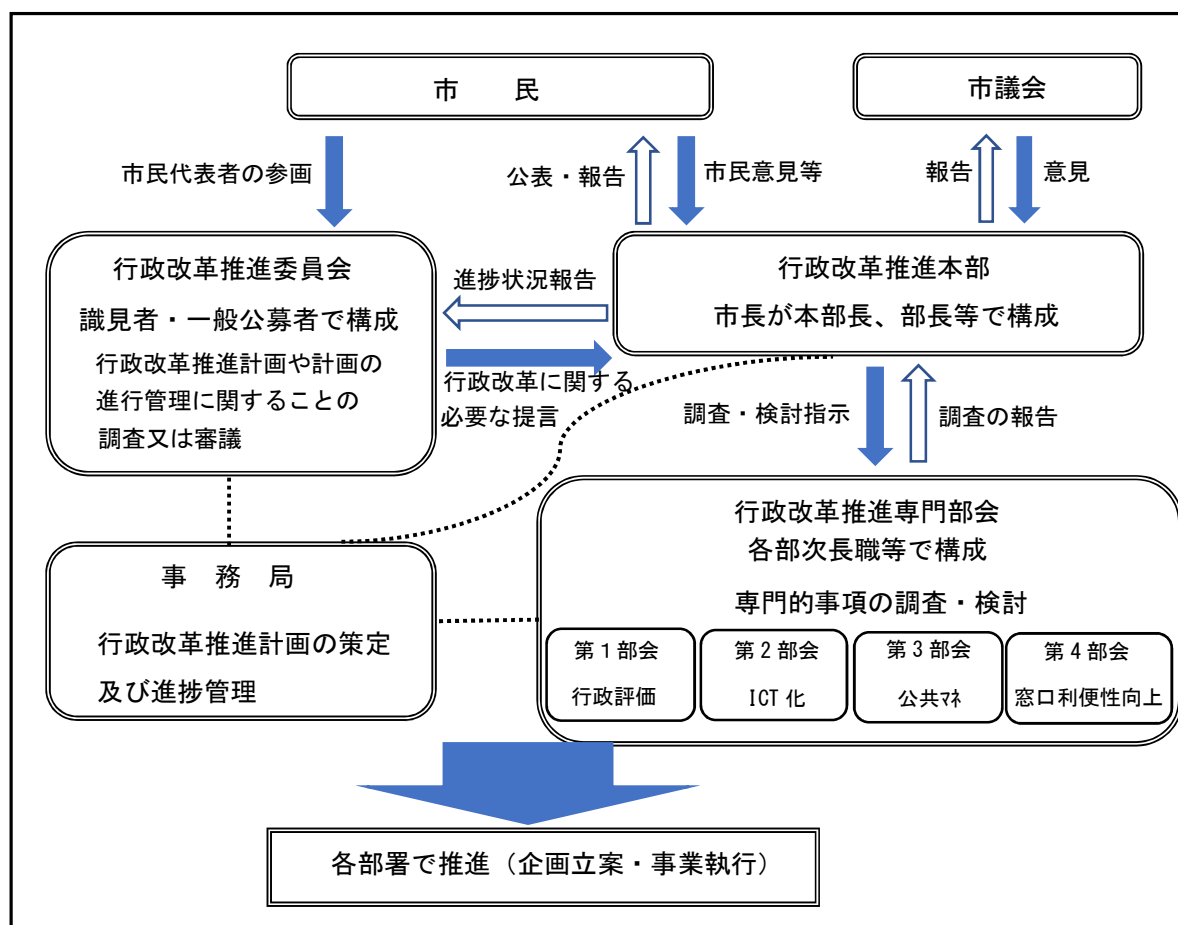 市　　民
市議会
市民代表者の参画
公表・報告
市民意見等
報告
意見
行政改革推進委員会
識見者・一般公募者で構成
行政改革推進計画や計画の
進行管理に関することの
調査又は審議
進捗状況報告
行政改革に関する
必要な提言
行政改革推進本部
市長が本部長、部長等で構成
調査・検討指示
調査の報告
事　務　局
行政改革推進計画の策定
及び進捗管理
行政改革推進専門部会
各部次長職等で構成
専門的事項の調査・検討
第1部会
行政評価
第2部会
ICT化
第3部会
公共ﾏﾈ
第4部会
窓口利便性向上
各部署で推進（企画立案・事業執行）